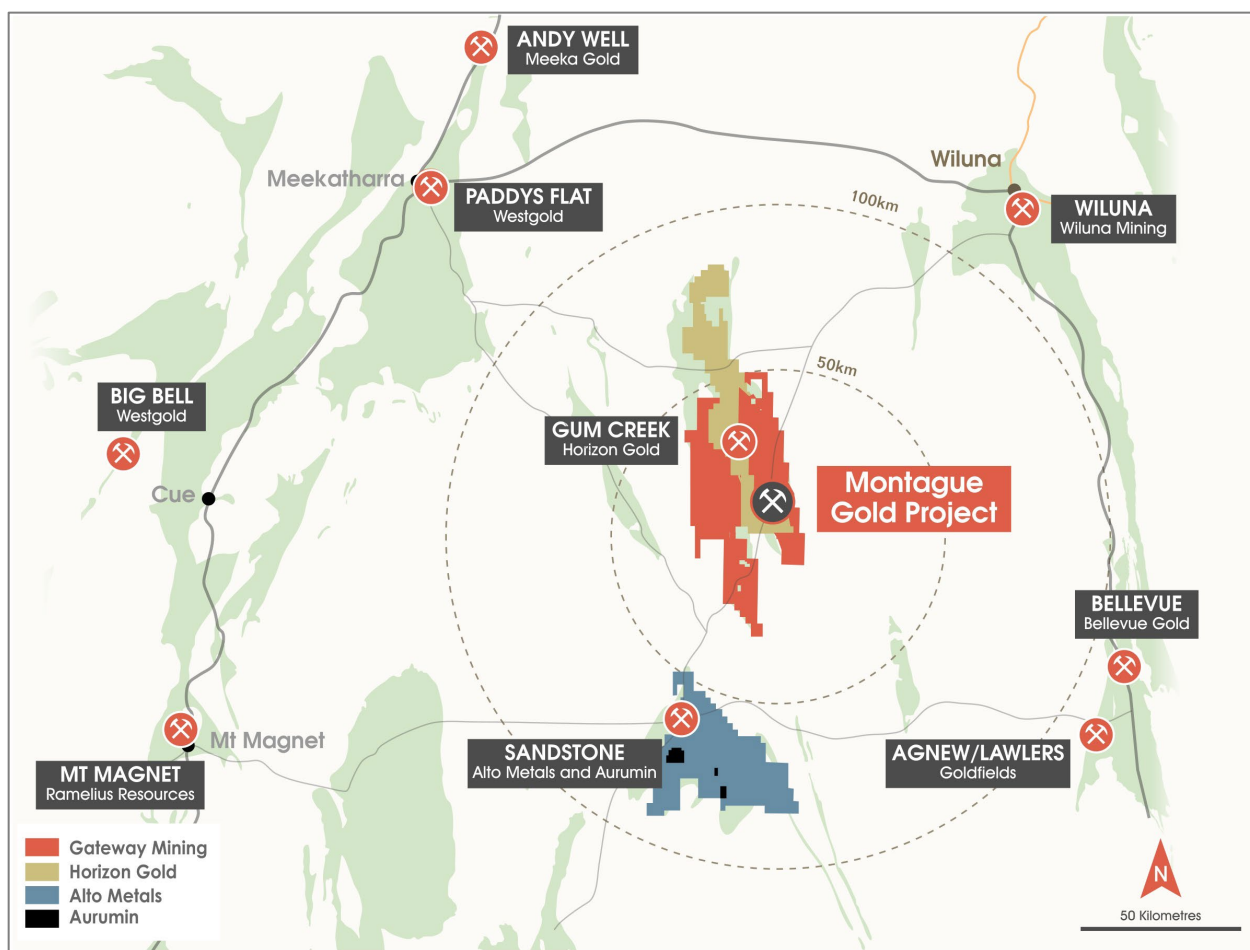 ANDY WELL
Meeka Gold
Meekatharra
PADDYS FLAT
Westgold
Wiluna
WILUNA
Wiluna Mining
100km
50km
BIG BELL
Westgold
Cue
GUM CREEK
Horizon Gold
Montague
Gold Project
BELLEVUE
Bellevue Gold
MT MAGNET
Ramelius Resources
Mt Magnet
SANDSTONE
Alto Metals and Aurumin
AGNEW/LAWLERS
Goldfields
Gateway Mining
Horizon Gold
Alto Metals
Aurumin
N
50 Kilometres